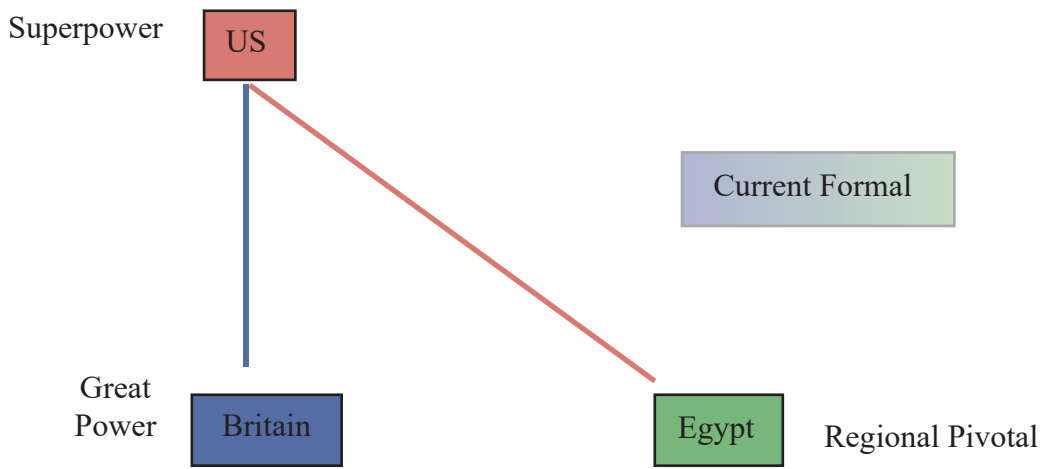 Superpower
US
Current Formal
Great
Power
Britain
Egypt
Regional Pivotal